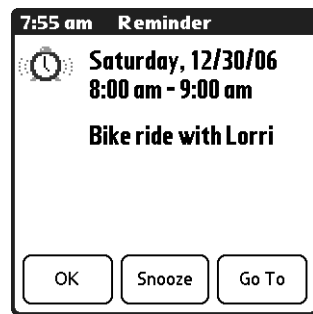 7:55 am Reminder
Saturday, 12/30/06
8:00 am - 9:00 am
Bike ride with Lorri
OK Snooze Go To